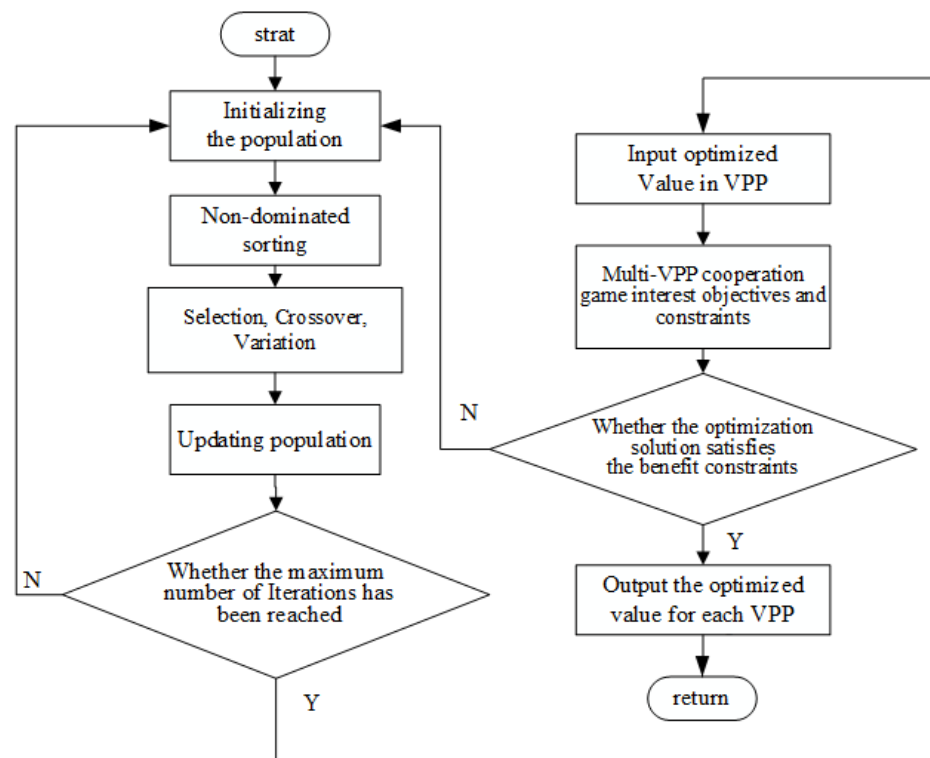 strat
Initializing
the population
Non-dominated
sorting
Selection, Crossover,
Variation
Updating population
Whether the maximum
number of Iterations has
been reached
N
Y
Input optimized
Value in VPP
Multi-VPP cooperation
game interest objectives and
constraints
Whether the optimization
solution satisfies
the benefit constraints
N
Y
Output the optimized
value for each VPP
return